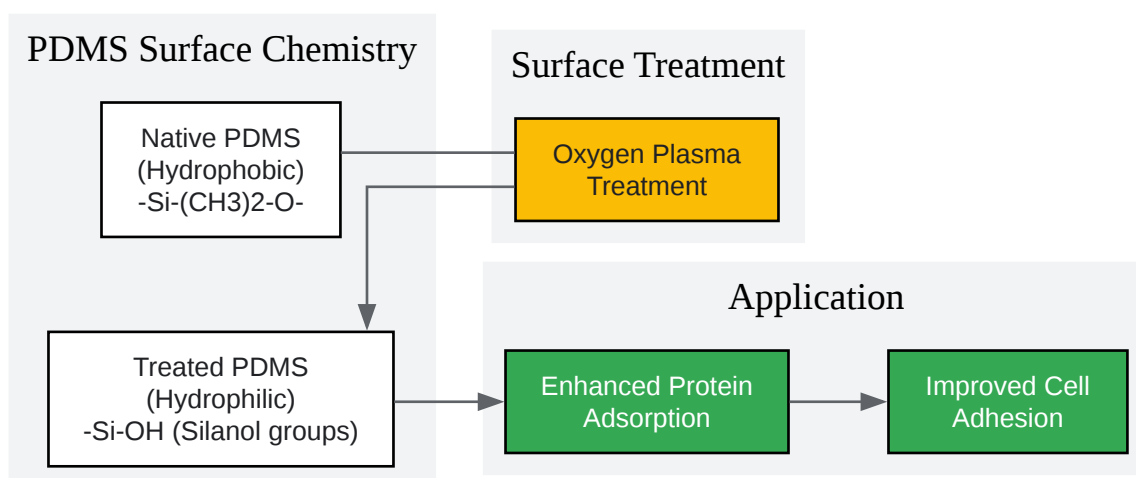 PDMS Surface Chemistry
Native PDMS
(Hydrophobic)
-Si-(CH3)2-O-
Treated PDMS
(Hydrophilic)
-Si-OH (Silanol groups)
Surface Treatment
Oxygen Plasma
Treatment
Application
Enhanced Protein
Adsorption
Improved Cell
Adhesion